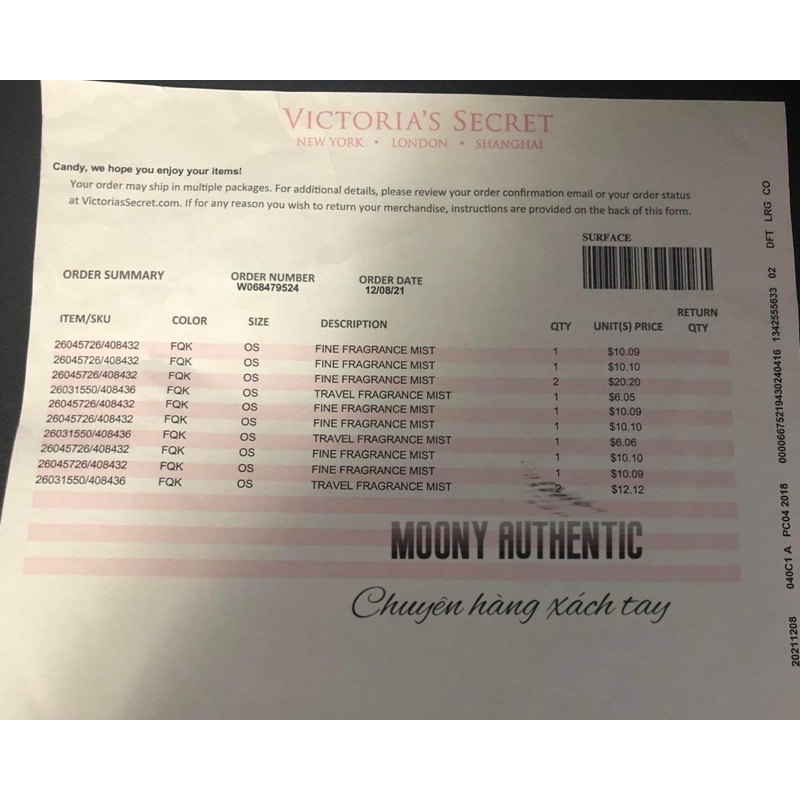 VICTORIA'S SECRET
NEW YORK • LONDON • SHANGHAI
Candy, we hope you enjoy your items!
Your order may ship in multiple packages. For additional details, please review your order confirmation email or your order status
at VictoriasSecret.com. If for any reason you wish to return your merchandise, instructions are provided on the back of this form.
SURFACE
ORDER SUMMARY ORDER NUMBER ORDER DATE
W068479524 12/08/21
ITEM/SKU COLOR SIZE DESCRIPTION QTY UNIT(S) PRICE RETURN QTY
26045726/408432 FQK OS FINE FRAGRANCE MIST 1 $10.09
26045726/408432 FQK OS FINE FRAGRANCE MIST 1 $10.10
26045726/408432 FQK OS FINE FRAGRANCE MIST 2 $20.20
26031550/408436 FQK OS TRAVEL FRAGRANCE MIST 1 $6.05
26045726/408432 FQK OS FINE FRAGRANCE MIST 1 $10.09
26045726/408432 FQK OS FINE FRAGRANCE MIST 1 $10.10
26031550/408436 FQK OS TRAVEL FRAGRANCE MIST 1 $6.06
26045726/408432 FQK OS FINE FRAGRANCE MIST 1 $10.10
26045726/408432 FQK OS FINE FRAGRANCE MIST 1 $10.09
26031550/408436 FQK OS TRAVEL FRAGRANCE MIST 2 $12.12
MOONY AUTHENTIC
Chuyên hàng xách tay
20211208 040C1 A PC04 2018 00006675219430240416 1342555633 02 DFT LRG CO